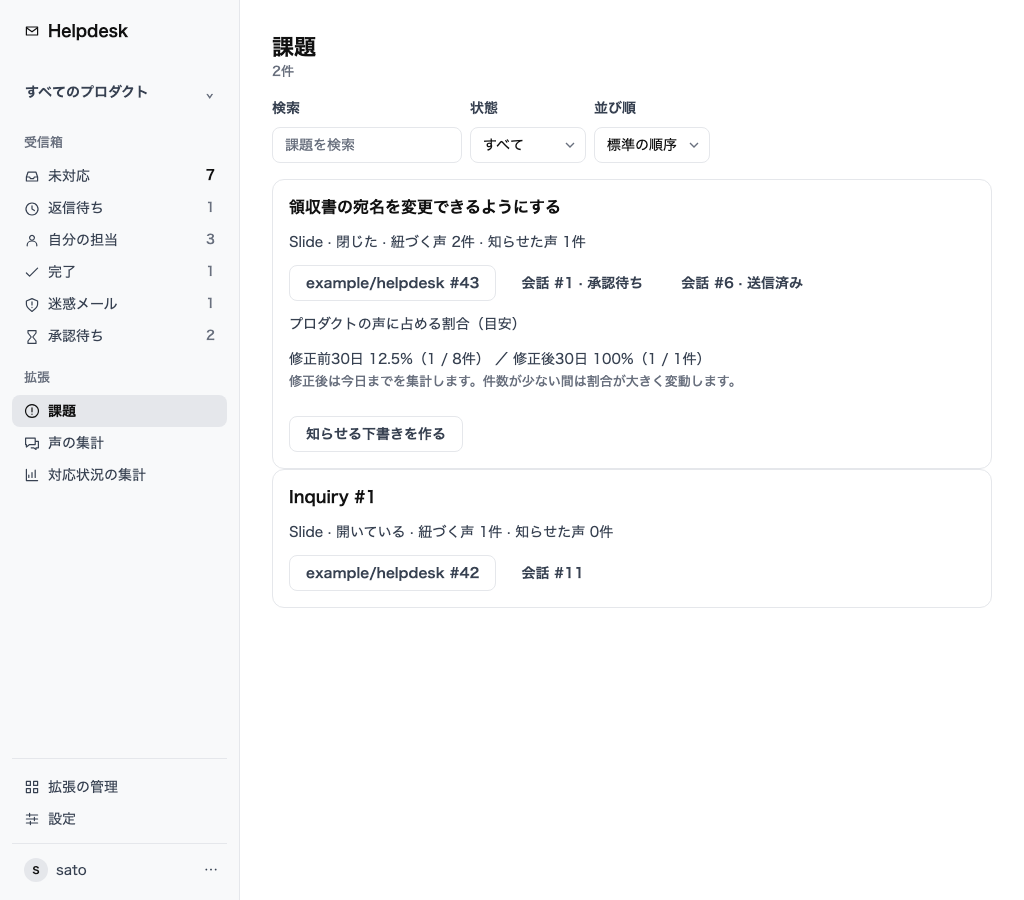 Helpdesk
すべてのプロダクト
受信箱
未対応 7
返信待ち 1
自分の担当 3
完了 1
迷惑メール 1
承認待ち 2
拡張
課題
声の集計
対応状況の集計
拡張の管理
設定
S sato
課題
2件
検索 状態 並び順
課題を検索 すべて 標準の順序
領収書の宛名を変更できるようにする
Slide · 閉じた · 紐づく声 2件 · 知らせた声 1件
example/helpdesk #43 会話 #1 · 承認待ち 会話 #6 · 送信済み
プロダクトの声に占める割合（目安）
修正前30日 12.5%（1 / 8件） ／ 修正後30日 100%（1 / 1件）
修正後は今日までを集計します。件数が少ない間は割合が大きく変動します。
知らせる下書きを作る
Inquiry #1
Slide · 開いている · 紐づく声 1件 · 知らせた声 0件
example/helpdesk #42 会話 #11